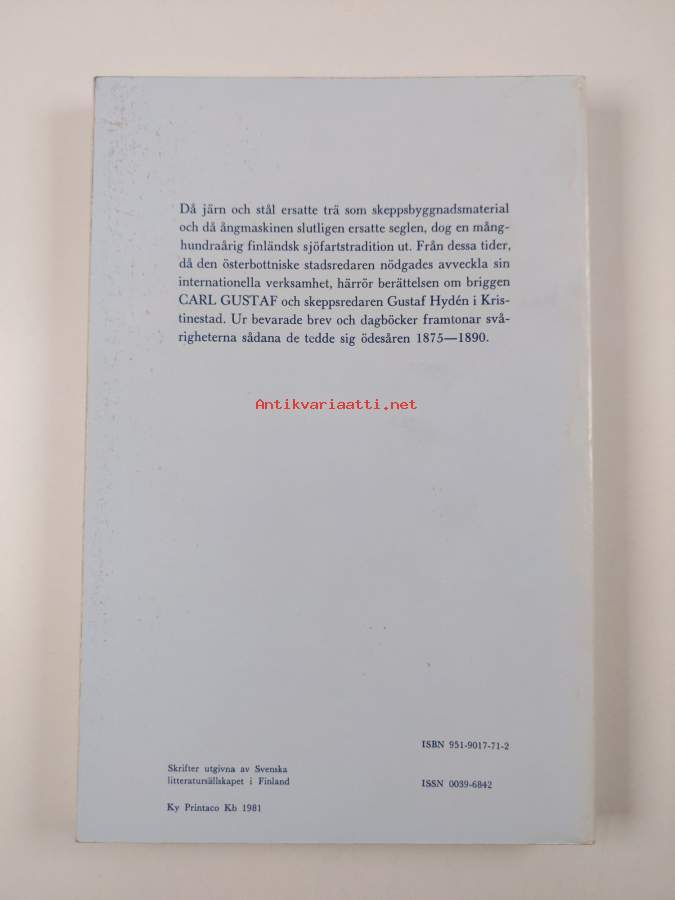 Då järn och stål ersatte trä som skeppsbyggnadsmaterial
och då ångmaskinen slutligen ersatte seglen, dog en mång-
hundraårig finländsk sjöfartstradition ut. Från dessa tider,
då den österbottniske stadsredaren nödgades avveckla sin
internationella verksamhet, härrör berättelsen om briggen
CARL GUSTAF och skeppsredaren Gustaf Hydén i Kris-
tinestad. Ur bevarade brev och dagböcker framtonar svå-
righeterna sådana de tedde sig ödesåren 1875—1890.
Antikvariaatti.net
ISBN 951-9017-71-2
Skrifter utgivna av Svenska
litteratursällskapet i Finland
ISSN 0039-6842
Ky Printaco Kb 1981